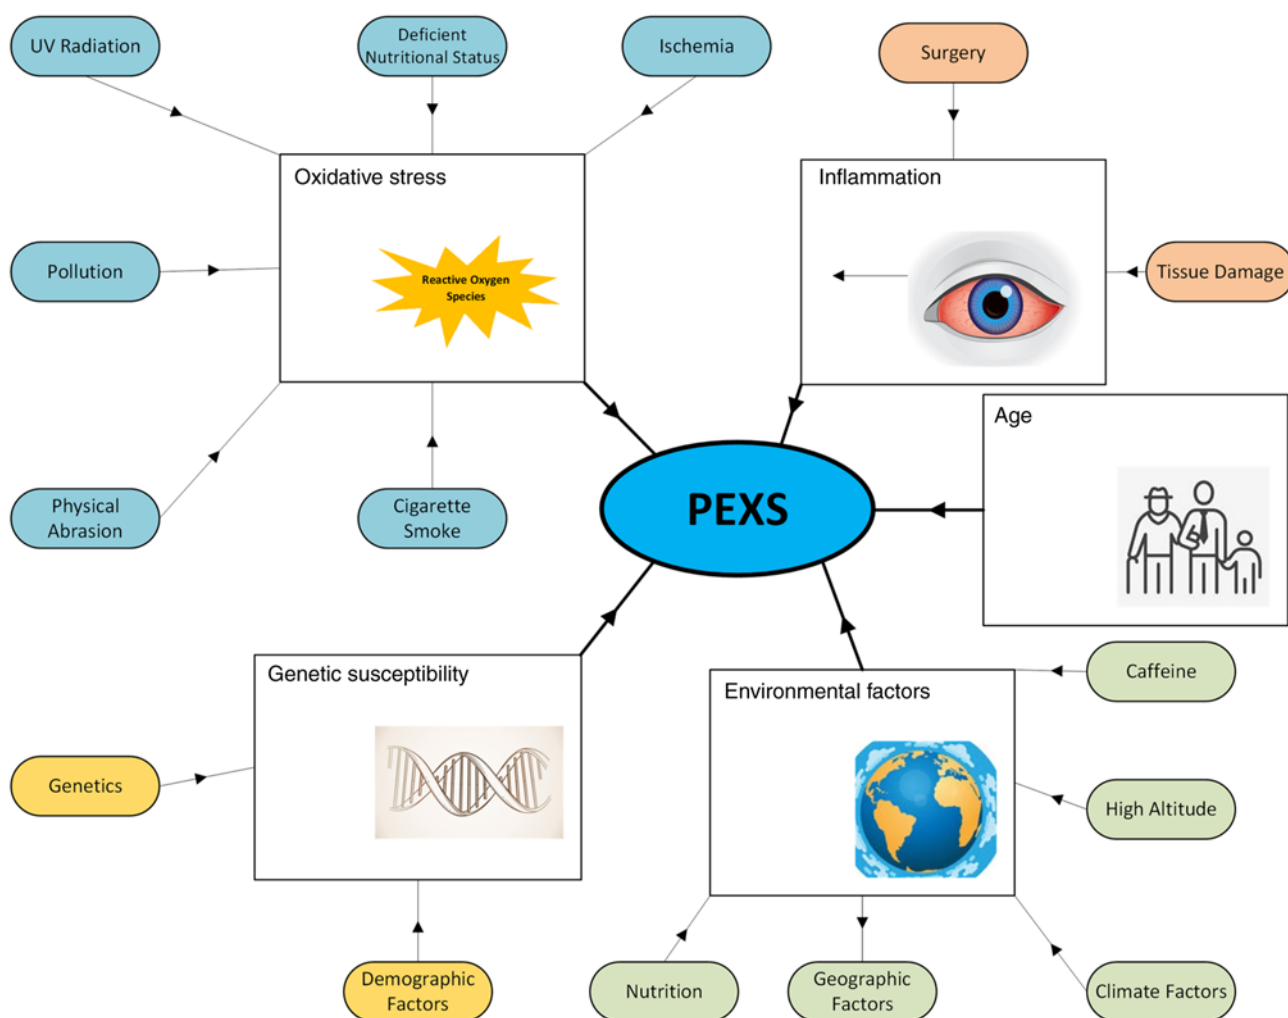 UV Radiation
Deficient
Nutritional Status
Ischemia
Surgery
Oxidative stress
Inflammation
Pollution
Reactive Oxygen
Species
Tissue Damage
Age
Physical
Abrasion
Cigarette
Smoke
PEXS
Genetic susceptibility
Environmental factors
Caffeine
Genetics
High Altitude
Demographic
Factors
Nutrition
Geographic
Factors
Climate Factors